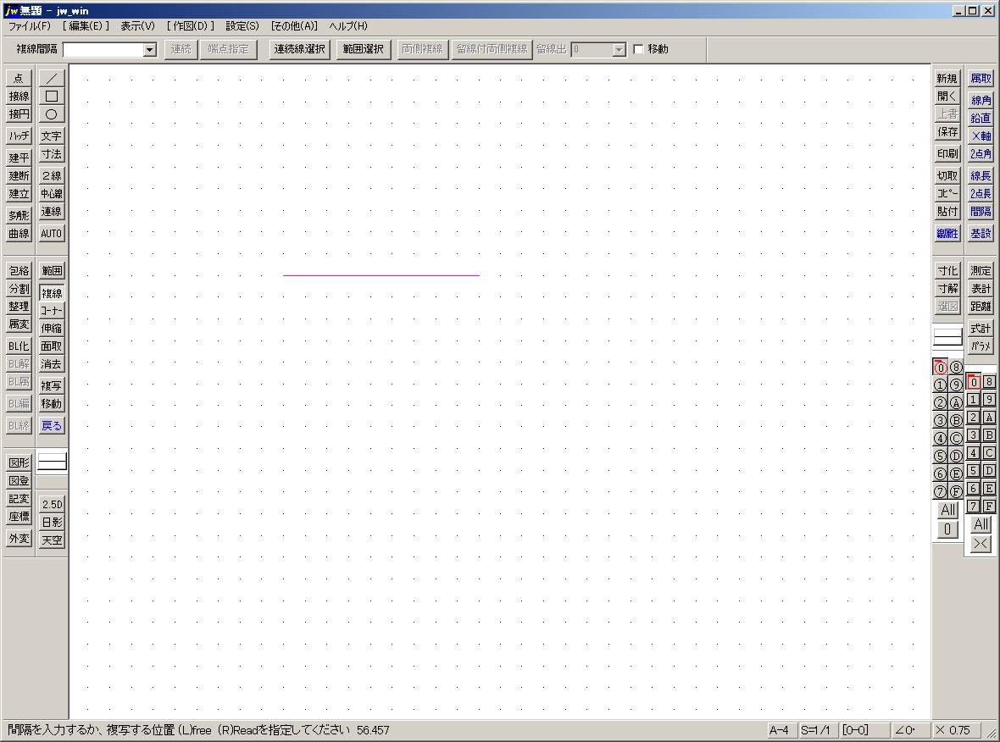 jw 無題 - jw_win
ファイル(F) [編集(E)] 表示(V) [作図(D)] 設定(S) [その他(A)] ヘルプ(H)
複線間隔 連続 端点指定 連続線選択 範囲選択 両側複線 留線付両側複線 留線出 0 移動
点 ／ 新規 属取
接線 □ 開く 線角
接円 ○ 上書 鉛直
ハッチ 文字 保存 X軸
建平 寸法 印刷 2点角
建断 2線 切取 線長
建立 中心線 コピー 2点長
多角形 連線 貼付 間隔
曲線 AUTO 線属性 基設
包絡 範囲 寸化 測定
分割 複線 寸解 表計
整理 コーナー 選図 距離
属変 伸縮 式計
BL化 面取 パラメ
BL解 消去 0 8
BL属 複写 1 9 0 8
BL編 移動 2 A 1 9
BL終 戻る 3 B 2 A
4 C 3 B
図形 5 D 4 C
図登 6 E 5 D
記変 2.5D 7 F 6 E
座標 日影 All 7 F
外変 天空 0 All
><
間隔を入力するか、複写する位置(L)free (R)Readを指定してください 56.457 A-4 S=1/1 [0-0] ∠0° × 0.75